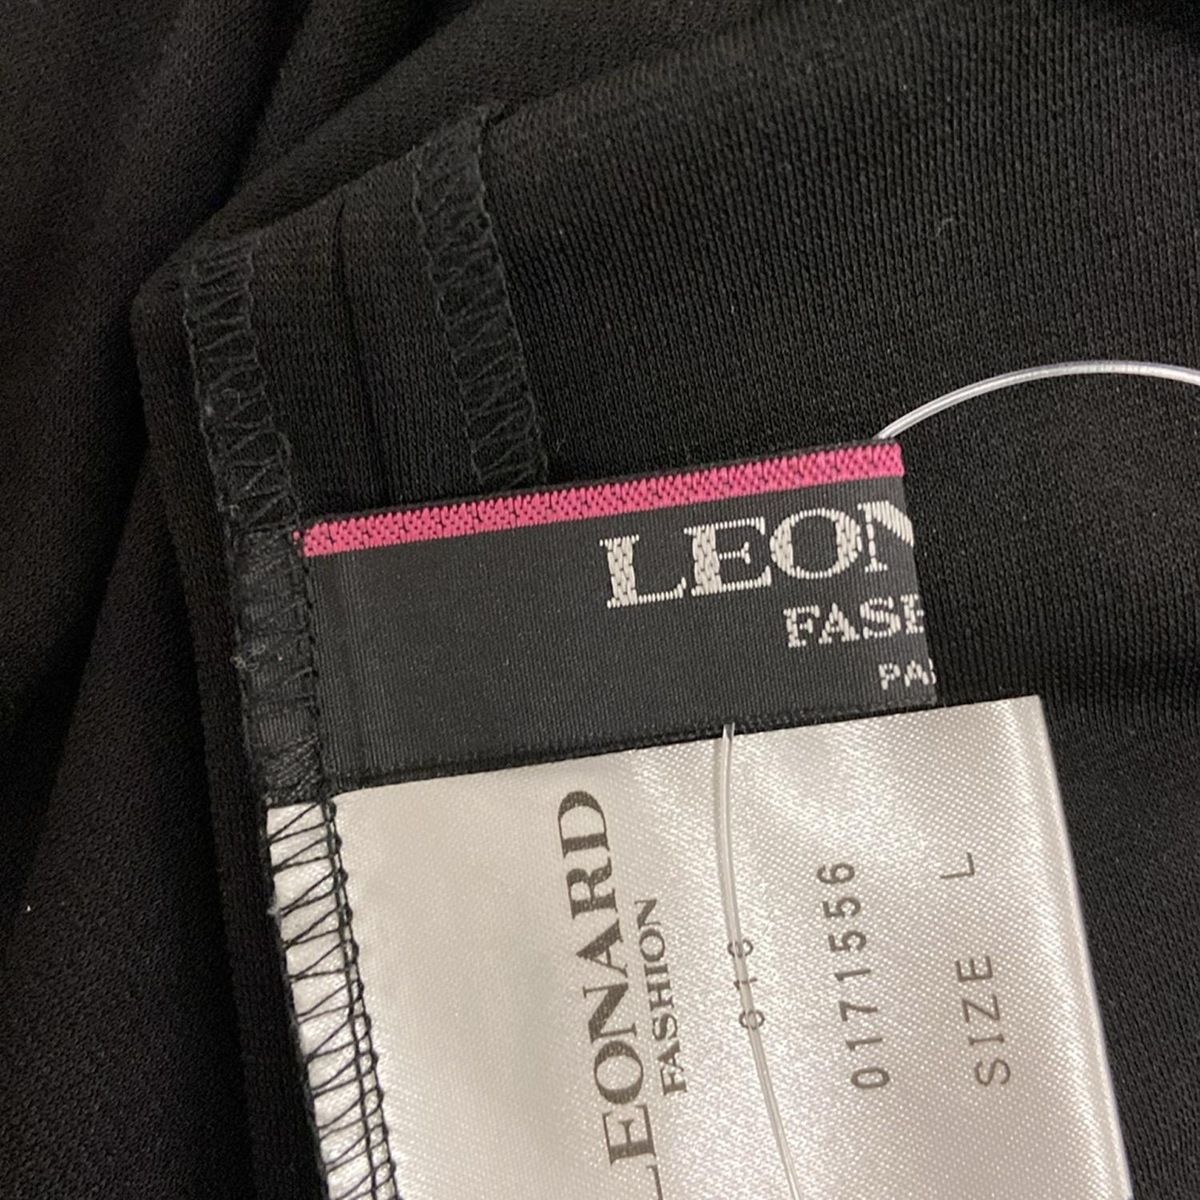 LEON
FASH
PA
LEONARD
FASHION
0171556
SIZE L